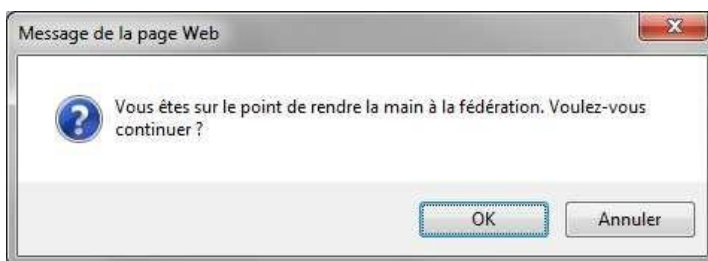 Message de la page Web
Vous êtes sur le point de rendre la main à la fédération. Voulez-vous
continuer ?
OK Annuler